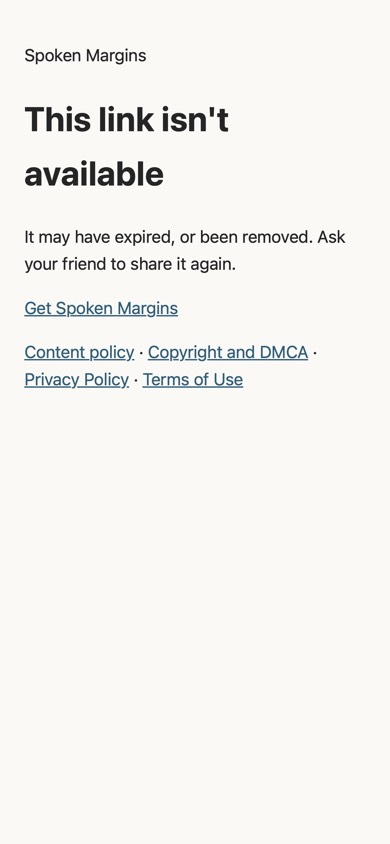 Spoken Margins
This link isn't
available
It may have expired, or been removed. Ask
your friend to share it again.
Get Spoken Margins
Content policy · Copyright and DMCA ·
Privacy Policy · Terms of Use